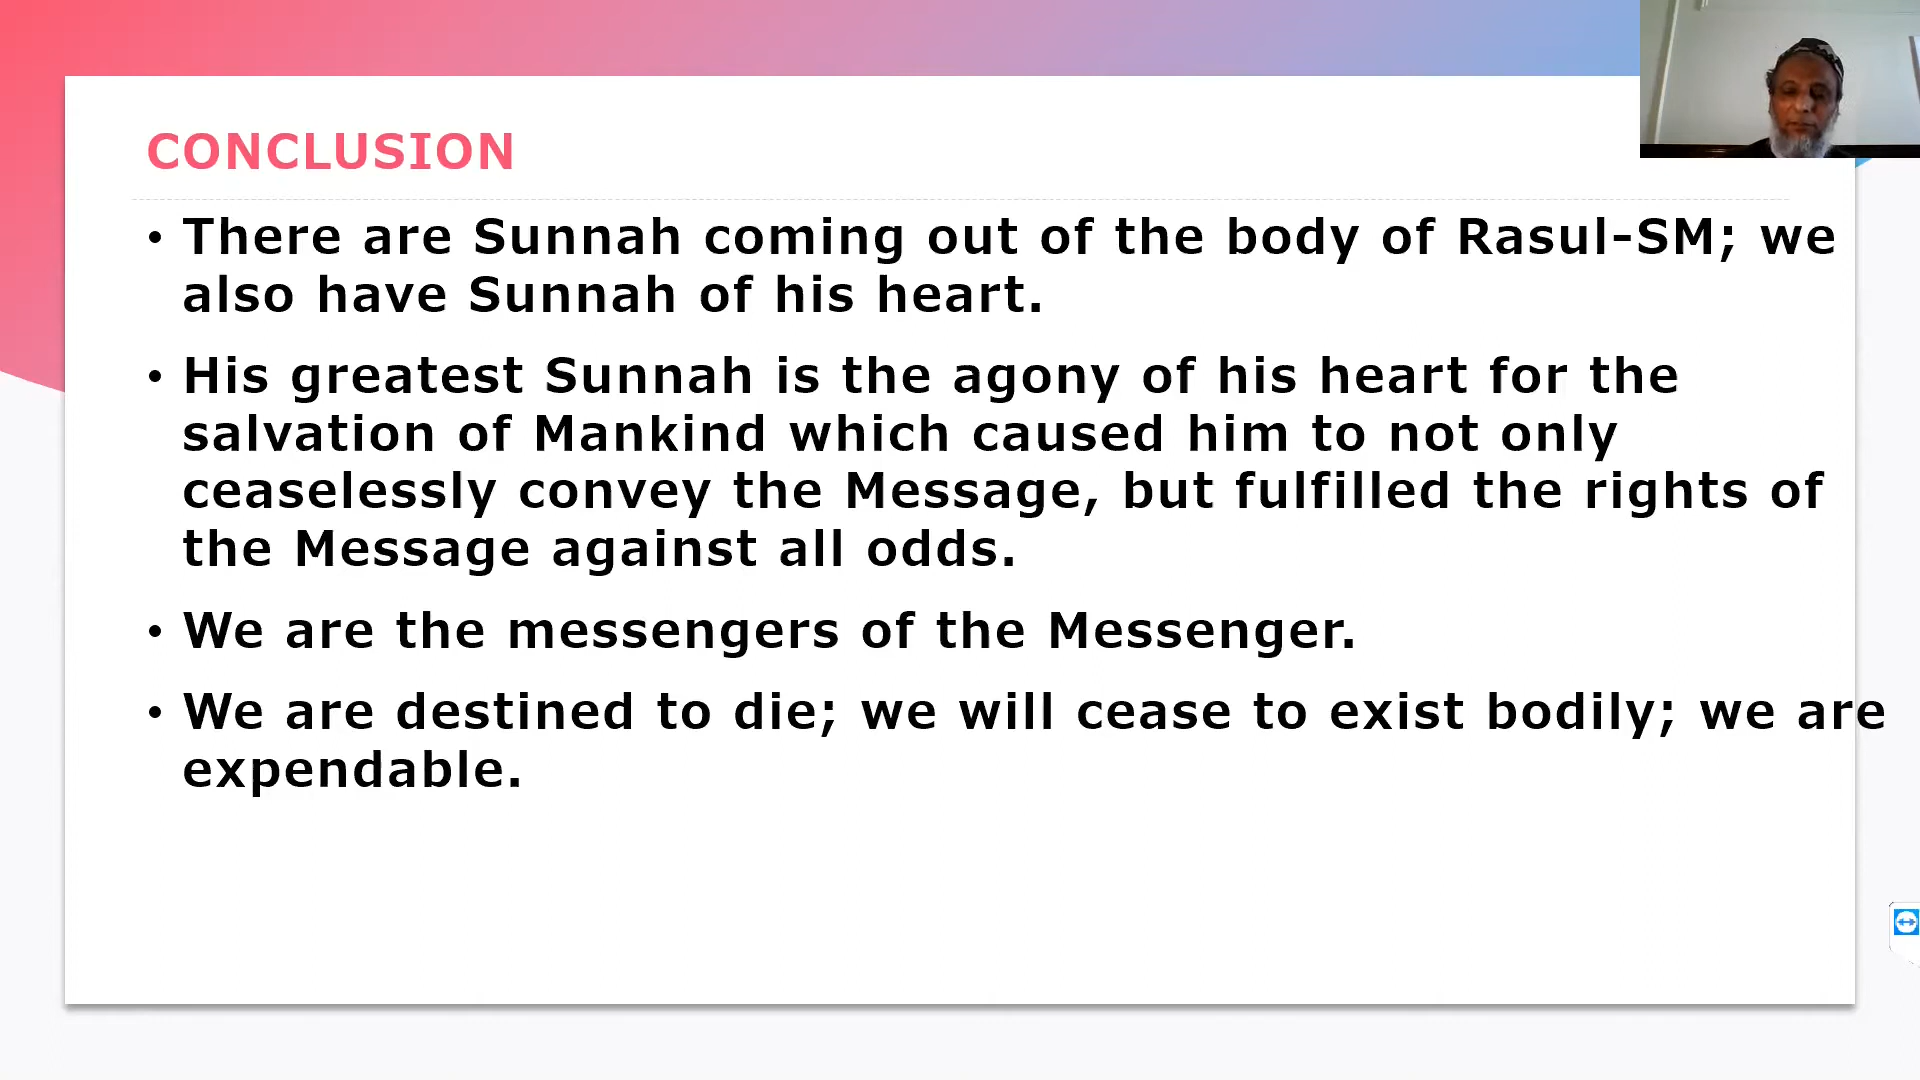 CONCLUSION
• There are Sunnah coming out of the body of Rasul-SM; we
also have Sunnah of his heart.
• His greatest Sunnah is the agony of his heart for the
salvation of Mankind which caused him to not only
ceaselessly convey the Message, but fulfilled the rights of
the Message against all odds.
• We are the messengers of the Messenger.
• We are destined to die; we will cease to exist bodily; we are
expendable.